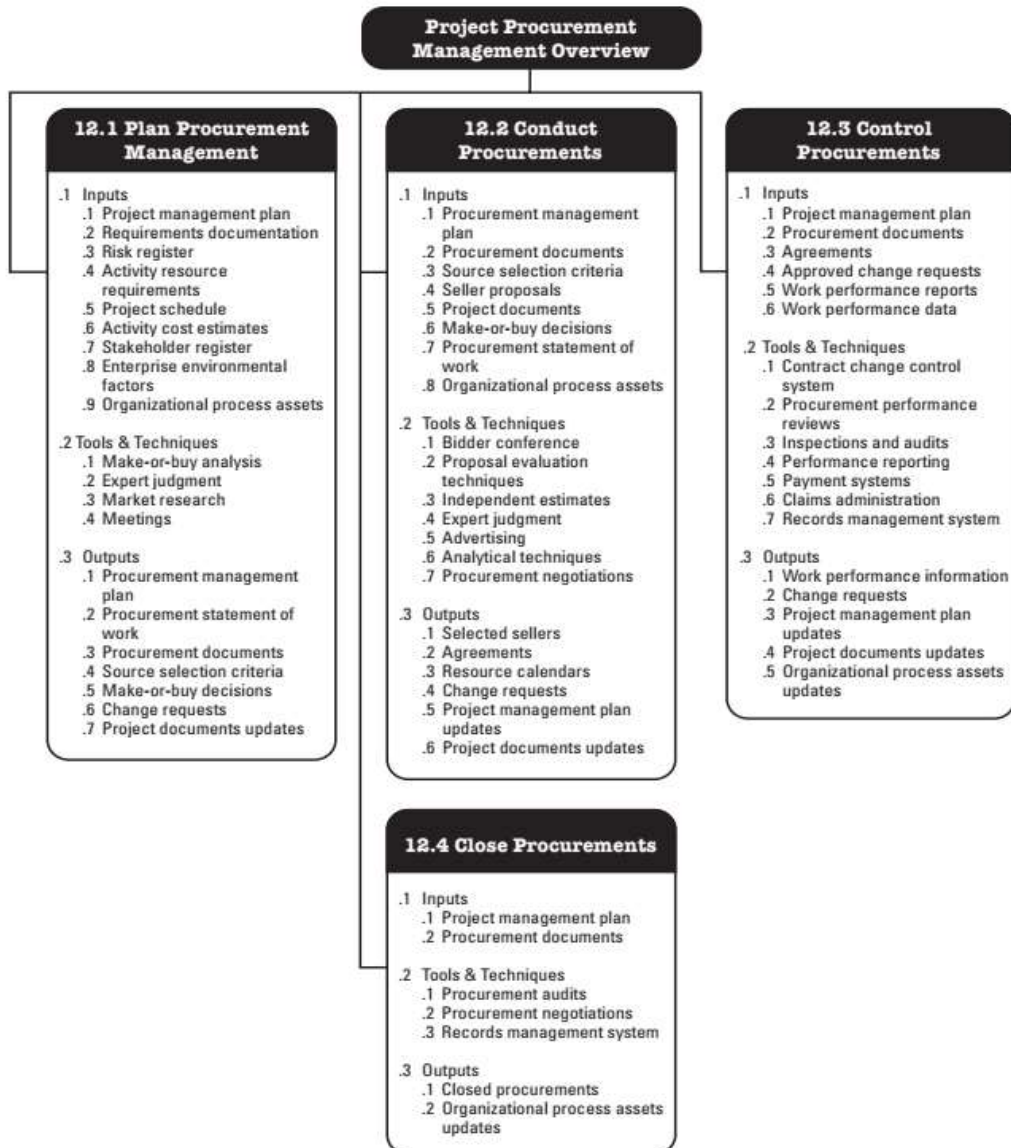 Project Procurement
Management Overview
12.1 Plan Procurement
Management
.1 Inputs
.1 Project management plan
.2 Requirements documentation
.3 Risk register
.4 Activity resource
requirements
.5 Project schedule
.6 Activity cost estimates
.7 Stakeholder register
.8 Enterprise environmental
factors
.9 Organizational process assets
.2 Tools & Techniques
.1 Make-or-buy analysis
.2 Expert judgment
.3 Market research
.4 Meetings
.3 Outputs
.1 Procurement management
plan
.2 Procurement statement of
work
.3 Procurement documents
.4 Source selection criteria
.5 Make-or-buy decisions
.6 Change requests
.7 Project documents updates
12.2 Conduct
Procurements
.1 Inputs
.1 Procurement management
plan
.2 Procurement documents
.3 Source selection criteria
.4 Seller proposals
.5 Project documents
.6 Make-or-buy decisions
.7 Procurement statement of
work
.8 Organizational process assets
.2 Tools & Techniques
.1 Bidder conference
.2 Proposal evaluation
techniques
.3 Independent estimates
.4 Expert judgment
.5 Advertising
.6 Analytical techniques
.7 Procurement negotiations
.3 Outputs
.1 Selected sellers
.2 Agreements
.3 Resource calendars
.4 Change requests
.5 Project management plan
updates
.6 Project documents updates
12.3 Control
Procurements
.1 Inputs
.1 Project management plan
.2 Procurement documents
.3 Agreements
.4 Approved change requests
.5 Work performance reports
.6 Work performance data
.2 Tools & Techniques
.1 Contract change control
system
.2 Procurement performance
reviews
.3 Inspections and audits
.4 Performance reporting
.5 Payment systems
.6 Claims administration
.7 Records management system
.3 Outputs
.1 Work performance information
.2 Change requests
.3 Project management plan
updates
.4 Project documents updates
.5 Organizational process assets
updates
12.4 Close Procurements
.1 Inputs
.1 Project management plan
.2 Procurement documents
.2 Tools & Techniques
.1 Procurement audits
.2 Procurement negotiations
.3 Records management system
.3 Outputs
.1 Closed procurements
.2 Organizational process assets
updates